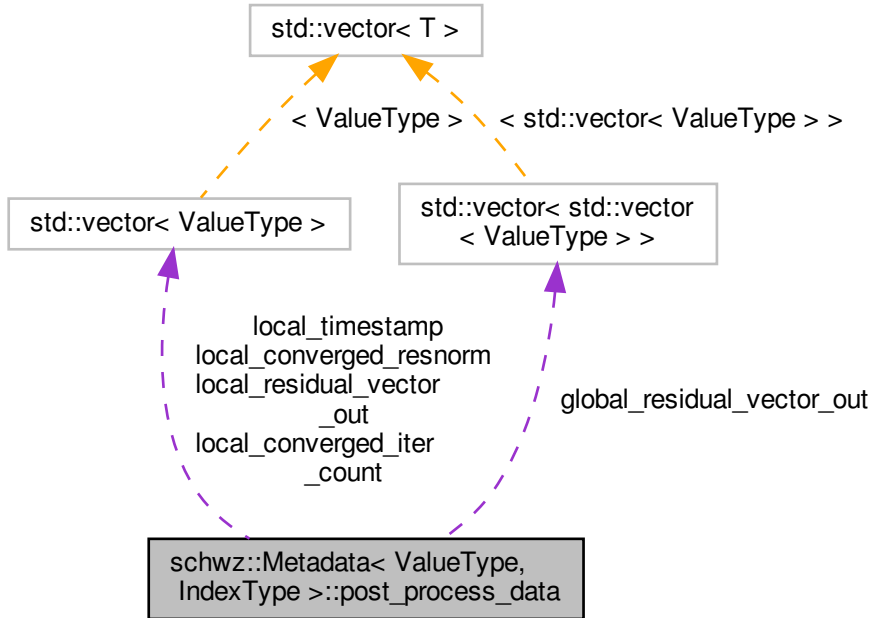 std::vector< T >
< ValueType >
< std::vector< ValueType > >
std::vector< ValueType >
std::vector< std::vector
< ValueType > >
local_timestamp
local_converged_resnorm
local_residual_vector
_out
local_converged_iter
_count
global_residual_vector_out
schwz::Metadata< ValueType,
IndexType >::post_process_data